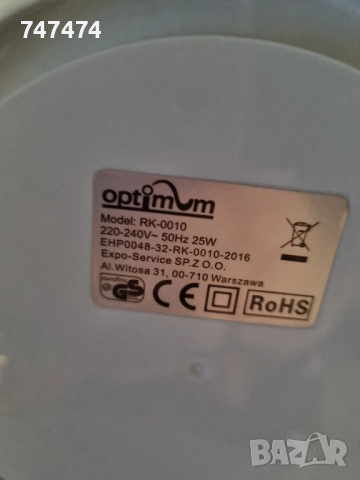 747474
optimum
Model: RK-0010
220-240V~ 50Hz 25W
EHP0048-32-RK-0010-2016
Expo-Service SP.Z O.O.
Al.Witosa 31, 00-710 Warszawa
GS CE RoHS
BAZAR